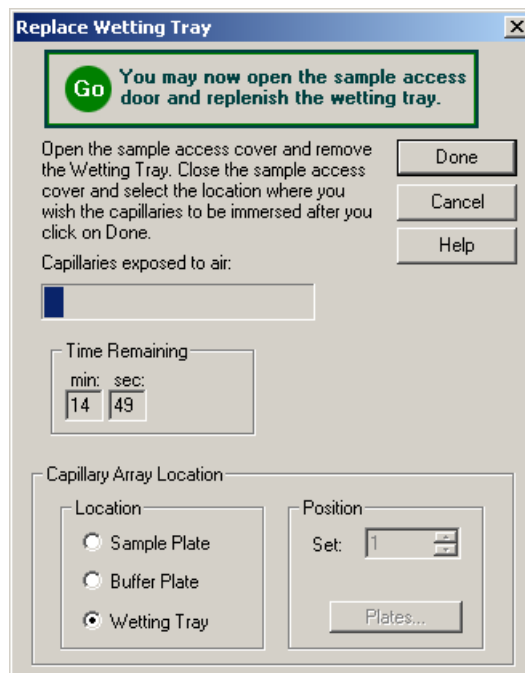 Replace Wetting Tray
Go
You may now open the sample access
door and replenish the wetting tray.
Open the sample access cover and remove
the Wetting Tray. Close the sample access
cover and select the location where you
wish the capillaries to be immersed after you
click on Done.
Done
Cancel
Help
Capillaries exposed to air:
Time Remaining
min: sec:
14 49
Capillary Array Location
Location
Sample Plate
Buffer Plate
Wetting Tray
Position
Set: 1
Plates...